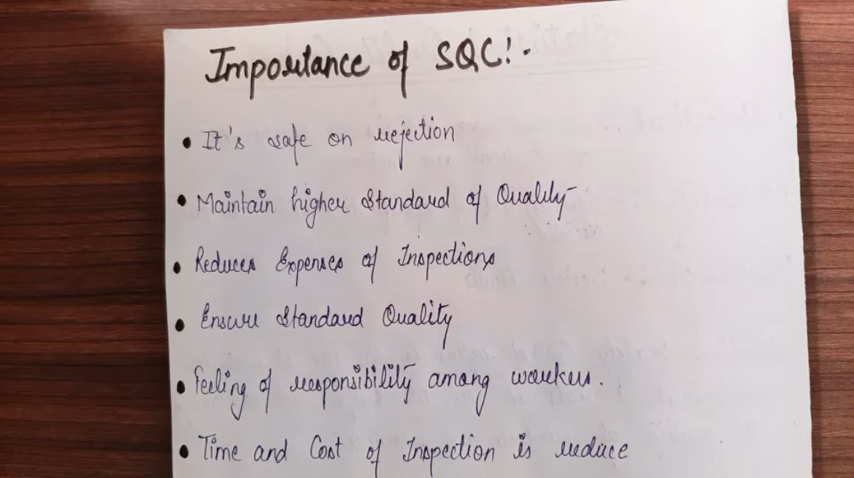 Importance of SQC:-
• It's safe on rejection
• Maintain higher Standard of Quality
• Reduces Expenses of Inspections
• Ensure Standard Quality
• Feeling of responsibility among workers.
• Time and Cost of Inspection is reduce